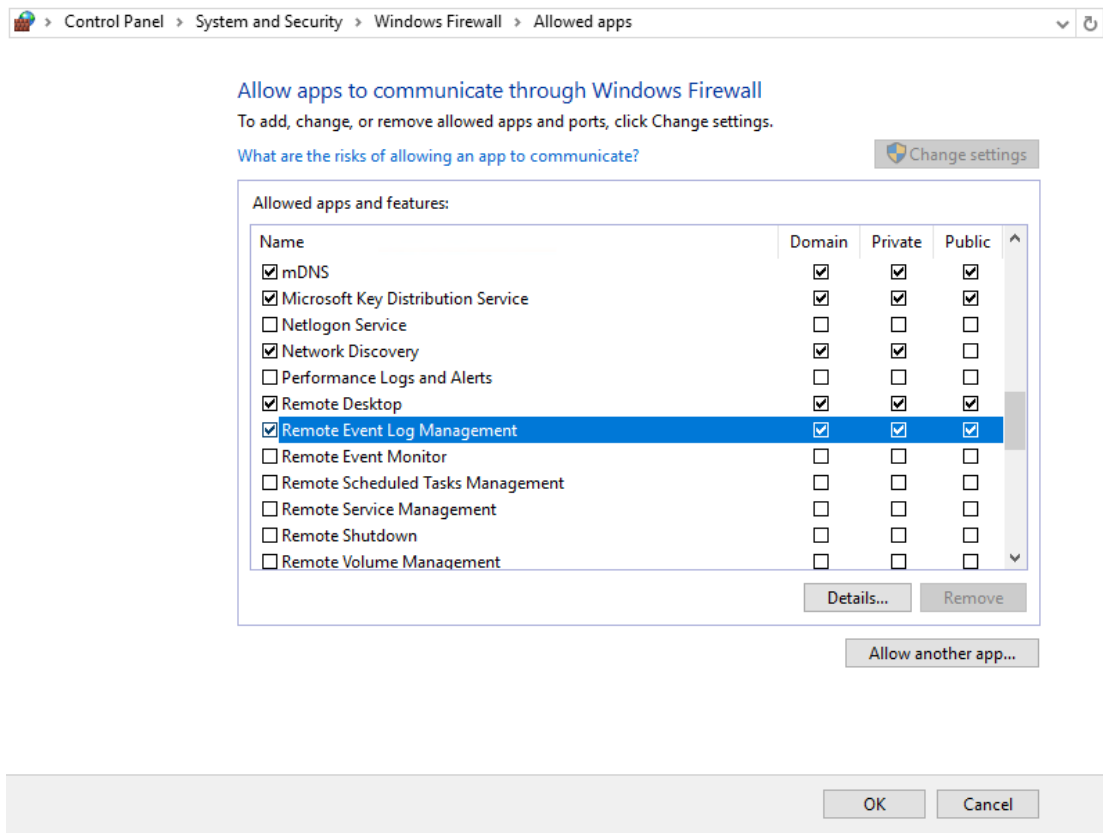 Control Panel > System and Security > Windows Firewall > Allowed apps
Allow apps to communicate through Windows Firewall
To add, change, or remove allowed apps and ports, click Change settings.
What are the risks of allowing an app to communicate? Change settings
Allowed apps and features:
Name Domain Private Public
mDNS
Microsoft Key Distribution Service
Netlogon Service
Network Discovery
Performance Logs and Alerts
Remote Desktop
Remote Event Log Management
Remote Event Monitor
Remote Scheduled Tasks Management
Remote Service Management
Remote Shutdown
Remote Volume Management
Details... Remove
Allow another app...
OK Cancel